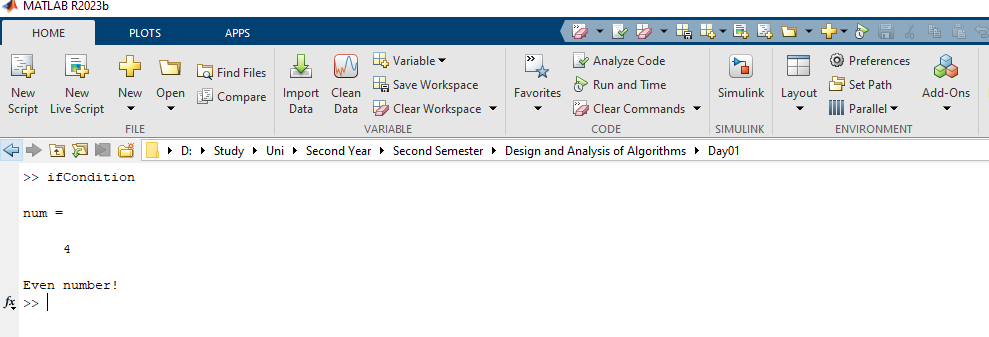 MATLAB R2023b
HOME PLOTS APPS
New Script
New Live Script
New
Open
Find Files
Compare
FILE
Import Data
Clean Data
Variable
Save Workspace
Clear Workspace
VARIABLE
Favorites
Analyze Code
Run and Time
Clear Commands
CODE
Simulink
SIMULINK
Layout
Preferences
Set Path
Parallel
ENVIRONMENT
Add-Ons
D: Study Uni Second Year Second Semester Design and Analysis of Algorithms Day01
>> ifCondition
num =
4
Even number!
fx >>